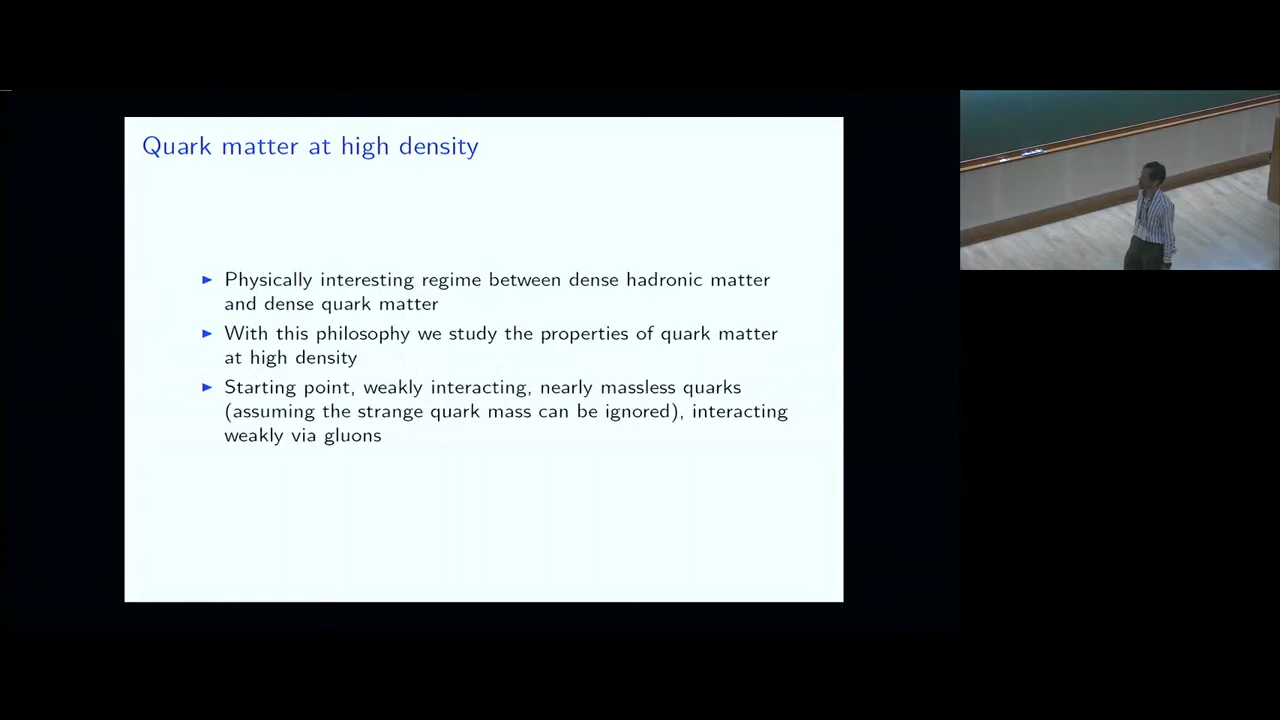 Quark matter at high density
► Physically interesting regime between dense hadronic matter
and dense quark matter
► With this philosophy we study the properties of quark matter
at high density
► Starting point, weakly interacting, nearly massless quarks
(assuming the strange quark mass can be ignored), interacting
weakly via gluons